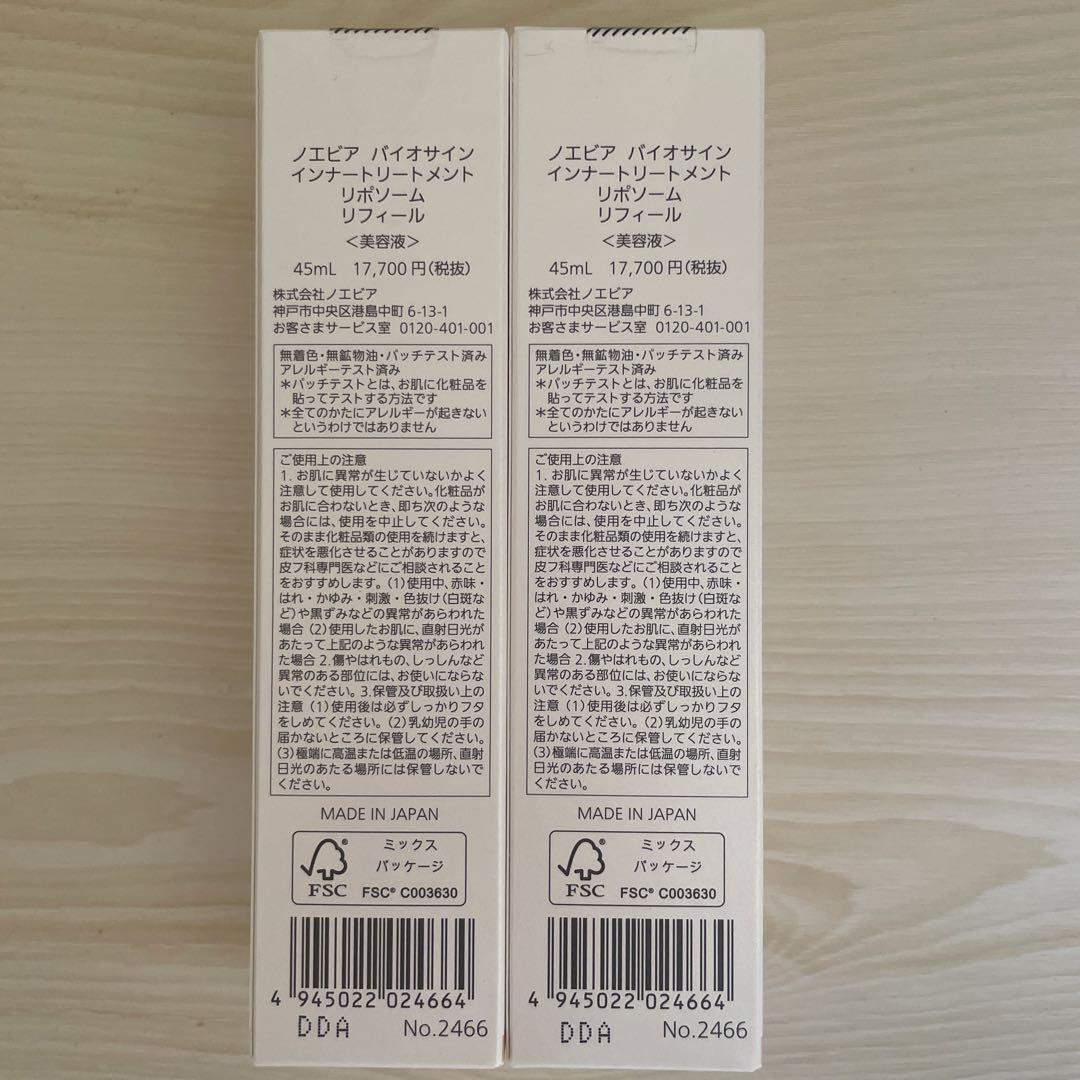 ノエビア バイオサイン
インナートリートメント
リポソーム
リフィール
＜美容液＞
45mL 17,700円(税抜)
株式会社ノエビア
神戸市中央区港島中町 6-13-1
お客さまサービス室 0120-401-001
無着色・無鉱物油・パッチテスト済み
アレルギーテスト済み
＊パッチテストとは、お肌に化粧品を
貼ってテストする方法です
＊全てのかたにアレルギーが起きない
というわけではありません
ご使用上の注意
1. お肌に異常が生じていないかよく
注意して使用してください。化粧品が
お肌に合わないとき、即ち次のような
場合には、使用を中止してください。
そのまま化粧品類の使用を続けますと、
症状を悪化させることがありますので
皮フ科専門医などにご相談されること
をおすすめします。(1)使用中、赤味・
はれ・かゆみ・刺激・色抜け(白斑な
ど)や黒ずみなどの異常があらわれた
場合 (2)使用したお肌に、直射日光が
あたって上記のような異常があらわれ
た場合 2.傷やはれもの、しっしんなど
異常のある部位には、お使いにならな
いでください。 3.保管及び取扱い上の
注意 (1)使用後は必ずしっかりフタ
をしめてください。(2)乳幼児の手の
届かないところに保管してください。
(3)極端に高温または低温の場所、直射
日光のあたる場所には保管しないで
ください。
MADE IN JAPAN
ミックス
パッケージ
FSC FSC® C003630
4 945022 024664
DDA No.2466
ノエビア バイオサイン
インナートリートメント
リポソーム
リフィール
＜美容液＞
45mL 17,700円(税抜)
株式会社ノエビア
神戸市中央区港島中町 6-13-1
お客さまサービス室 0120-401-001
無着色・無鉱物油・パッチテスト済み
アレルギーテスト済み
＊パッチテストとは、お肌に化粧品を
貼ってテストする方法です
＊全てのかたにアレルギーが起きない
というわけではありません
ご使用上の注意
1. お肌に異常が生じていないかよく
注意して使用してください。化粧品が
お肌に合わないとき、即ち次のような
場合には、使用を中止してください。
そのまま化粧品類の使用を続けますと、
症状を悪化させることがありますので
皮フ科専門医などにご相談されること
をおすすめします。(1)使用中、赤味・
はれ・かゆみ・刺激・色抜け(白斑な
ど)や黒ずみなどの異常があらわれた
場合 (2)使用したお肌に、直射日光が
あたって上記のような異常があらわれ
た場合 2.傷やはれもの、しっしんなど
異常のある部位には、お使いにならな
いでください。 3.保管及び取扱い上の
注意 (1)使用後は必ずしっかりフタ
をしめてください。(2)乳幼児の手の
届かないところに保管してください。
(3)極端に高温または低温の場所、直射
日光のあたる場所には保管しないで
ください。
MADE IN JAPAN
ミックス
パッケージ
FSC FSC® C003630
4 945022 024664
DDA No.2466